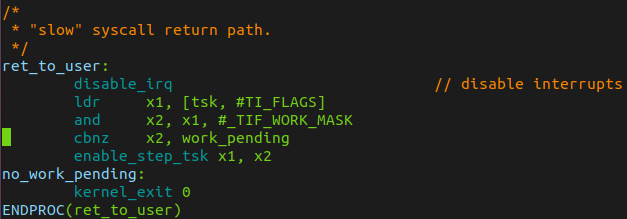 /*
 * "slow" syscall return path.
 */
ret_to_user:
        disable_irq                             // disable interrupts
        ldr     x1, [tsk, #TI_FLAGS]
        and     x2, x1, #_TIF_WORK_MASK
        cbnz    x2, work_pending
        enable_step_tsk x1, x2
no_work_pending:
        kernel_exit 0
ENDPROC(ret_to_user)